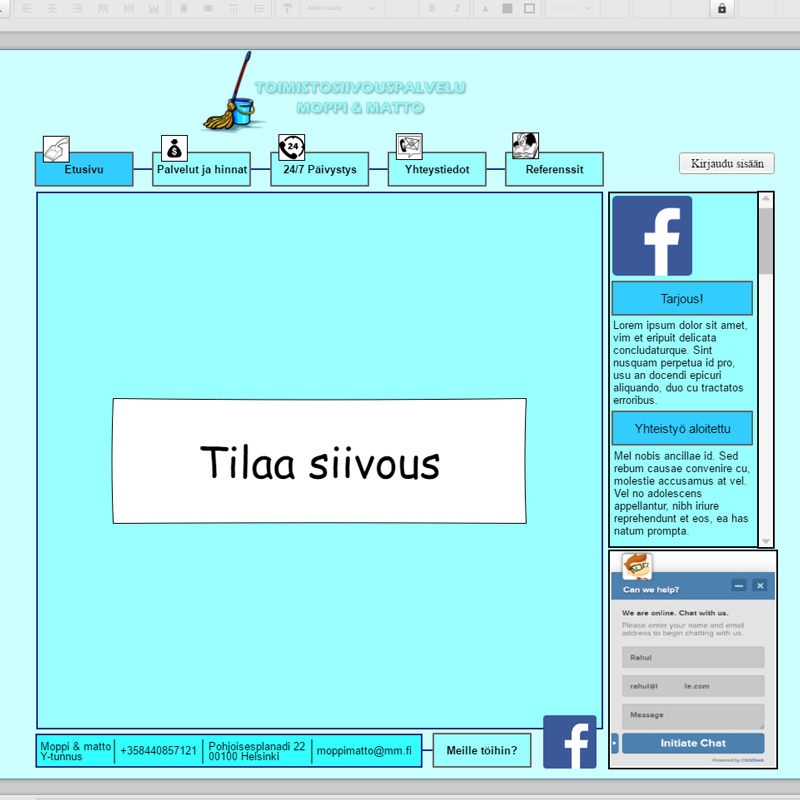 TOIMISTOSIIVOUSPALVELU
MOPPI & MATTO
24
Etusivu
Palvelut ja hinnat
24/7 Päivystys
Yhteystiedot
Referenssit
Kirjaudu sisään
Tilaa siivous
Tarjous!
Lorem ipsum dolor sit amet,
vim et eripuit delicata
concludaturque. Sint
nusquam perpetua id pro,
usu an docendi epicuri
aliquando, duo cu tractatos
erroribus.
Yhteistyö aloitettu
Mel nobis ancillae id. Sed
rebum causae convenire cu,
molestie accusamus at vel.
Vel no adolescens
appellantur, nibh iriure
reprehendunt et eos, ea has
natum prompta.
Can we help?
We are online. Chat with us.
Please enter your name and email
address to begin chatting with us.
Rahul
rahul@l le.com
Message
Initiate Chat
Powered by ClickDesk
Moppi & matto
Y-tunnus
+358440857121
Pohjoisesplanadi 22
00100 Helsinki
moppimatto@mm.fi
Meille töihin?